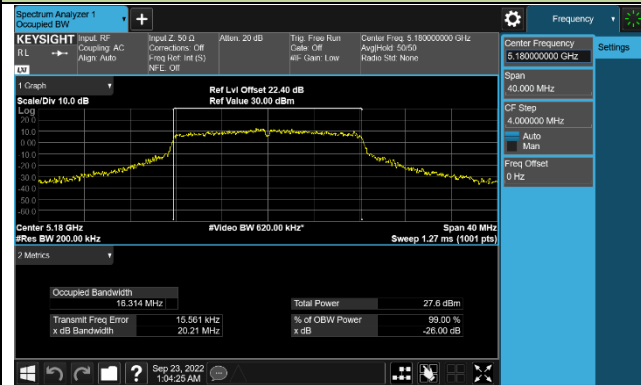 Spectrum Analyzer 1
Occupied BW
Frequency
KEYSIGHT
RL
Input: RF
Coupling: AC
Align: Auto
Input Z: 50 Ω
Corrections: Off
Freq Ref: Int (S)
NFE: Off
Atten: 20 dB
Trig: Free Run
Gate: Off
#IF Gain: Low
Center Freq: 5.180000000 GHz
Avg|Hold: 50/50
Radio Std: None
LXI
Center Frequency
5.180000000 GHz
Settings
Span
40.000 MHz
CF Step
4.000000 MHz
Auto
Man
Freq Offset
0 Hz
1 Graph
Scale/Div 10.0 dB
Ref Lvl Offset 22.40 dB
Ref Value 30.00 dBm
Log
20.0
10.0
0.00
-10.0
-20.0
-30.0
-40.0
-50.0
-60.0
Center 5.18 GHz
#Video BW 620.00 kHz*
Span 40 MHz
#Res BW 200.00 kHz
Sweep 1.27 ms (1001 pts)
2 Metrics
Occupied Bandwidth
16.314 MHz
Total Power
27.6 dBm
Transmit Freq Error
15.561 kHz
% of OBW Power
99.00 %
x dB Bandwidth
20.21 MHz
x dB
-26.00 dB
Sep 23, 2022
1:04:25 AM